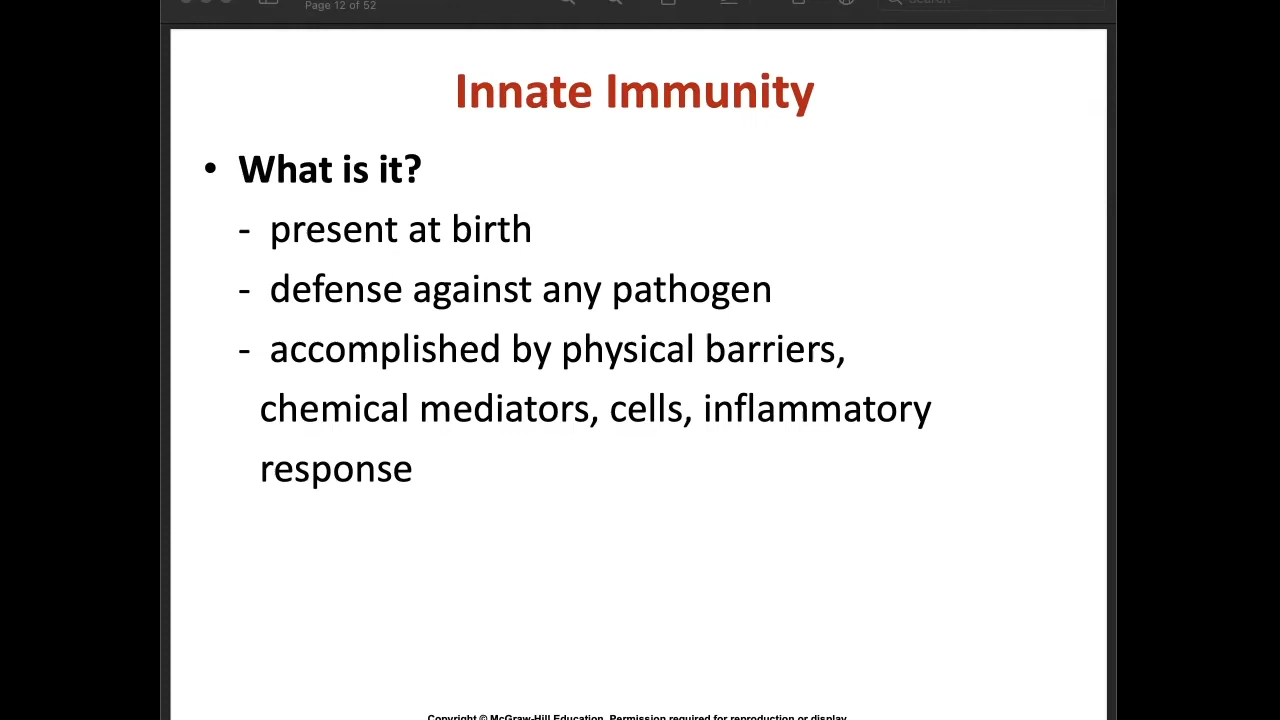 Page 12 of 52
Search
Innate Immunity
• What is it?
- present at birth
- defense against any pathogen
- accomplished by physical barriers,
chemical mediators, cells, inflammatory
response
Copyright © McGraw-Hill Education. Permission required for reproduction or display.